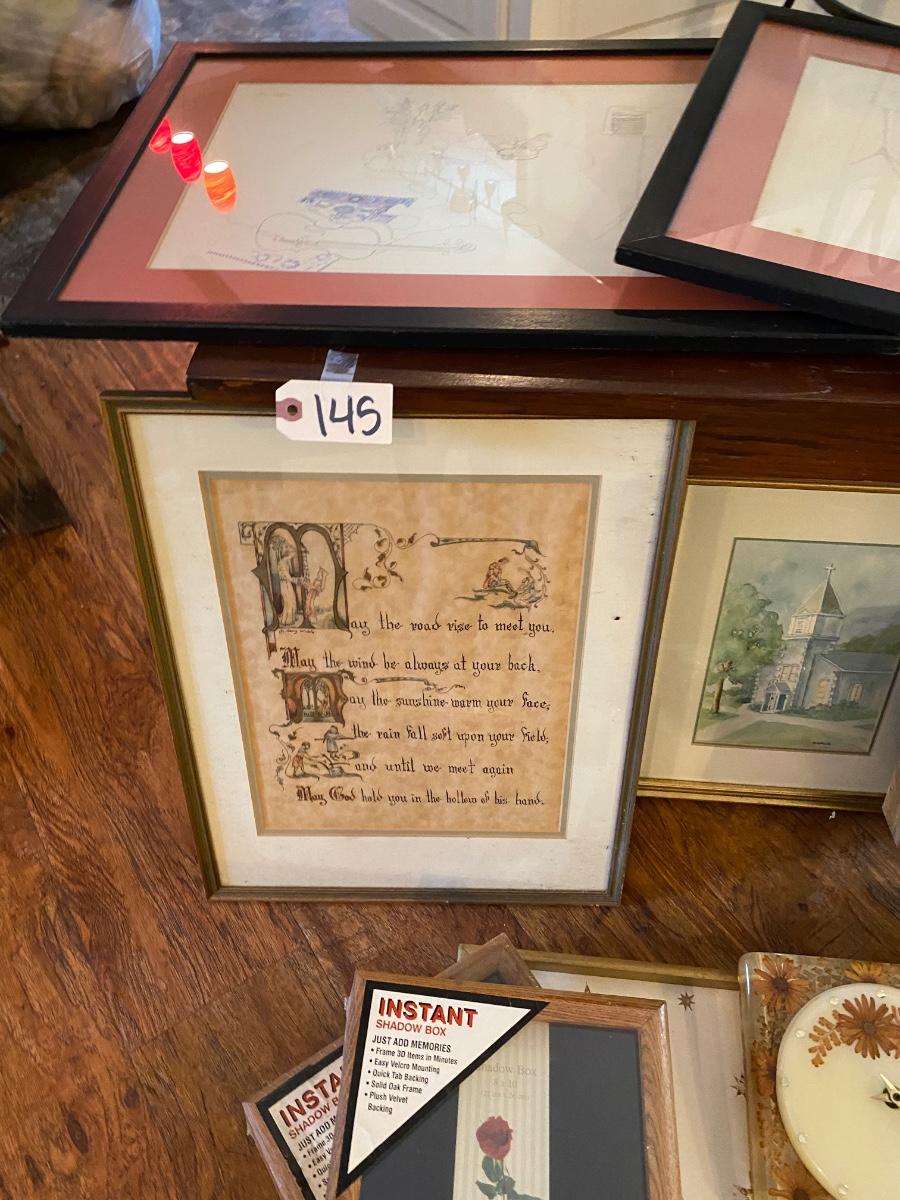 145
May the road rise to meet you,
May the wind be always at your back,
May the sunshine warm your face;
the rain fall soft upon your field;
and until we meet again
May God hold you in the hollow of his hand.
INSTANT
SHADOW BOX
JUST ADD MEMORIES
• Frame 3D Items in Minutes
• Easy Velcro Mounting
• Quick Tab Backing
• Solid Oak Frame
• Plush Velvet
Backing
Shadow Box
8 x 10
INSTA
SHADOW B
JUST ADD M
• Frame 3D
• Easy V